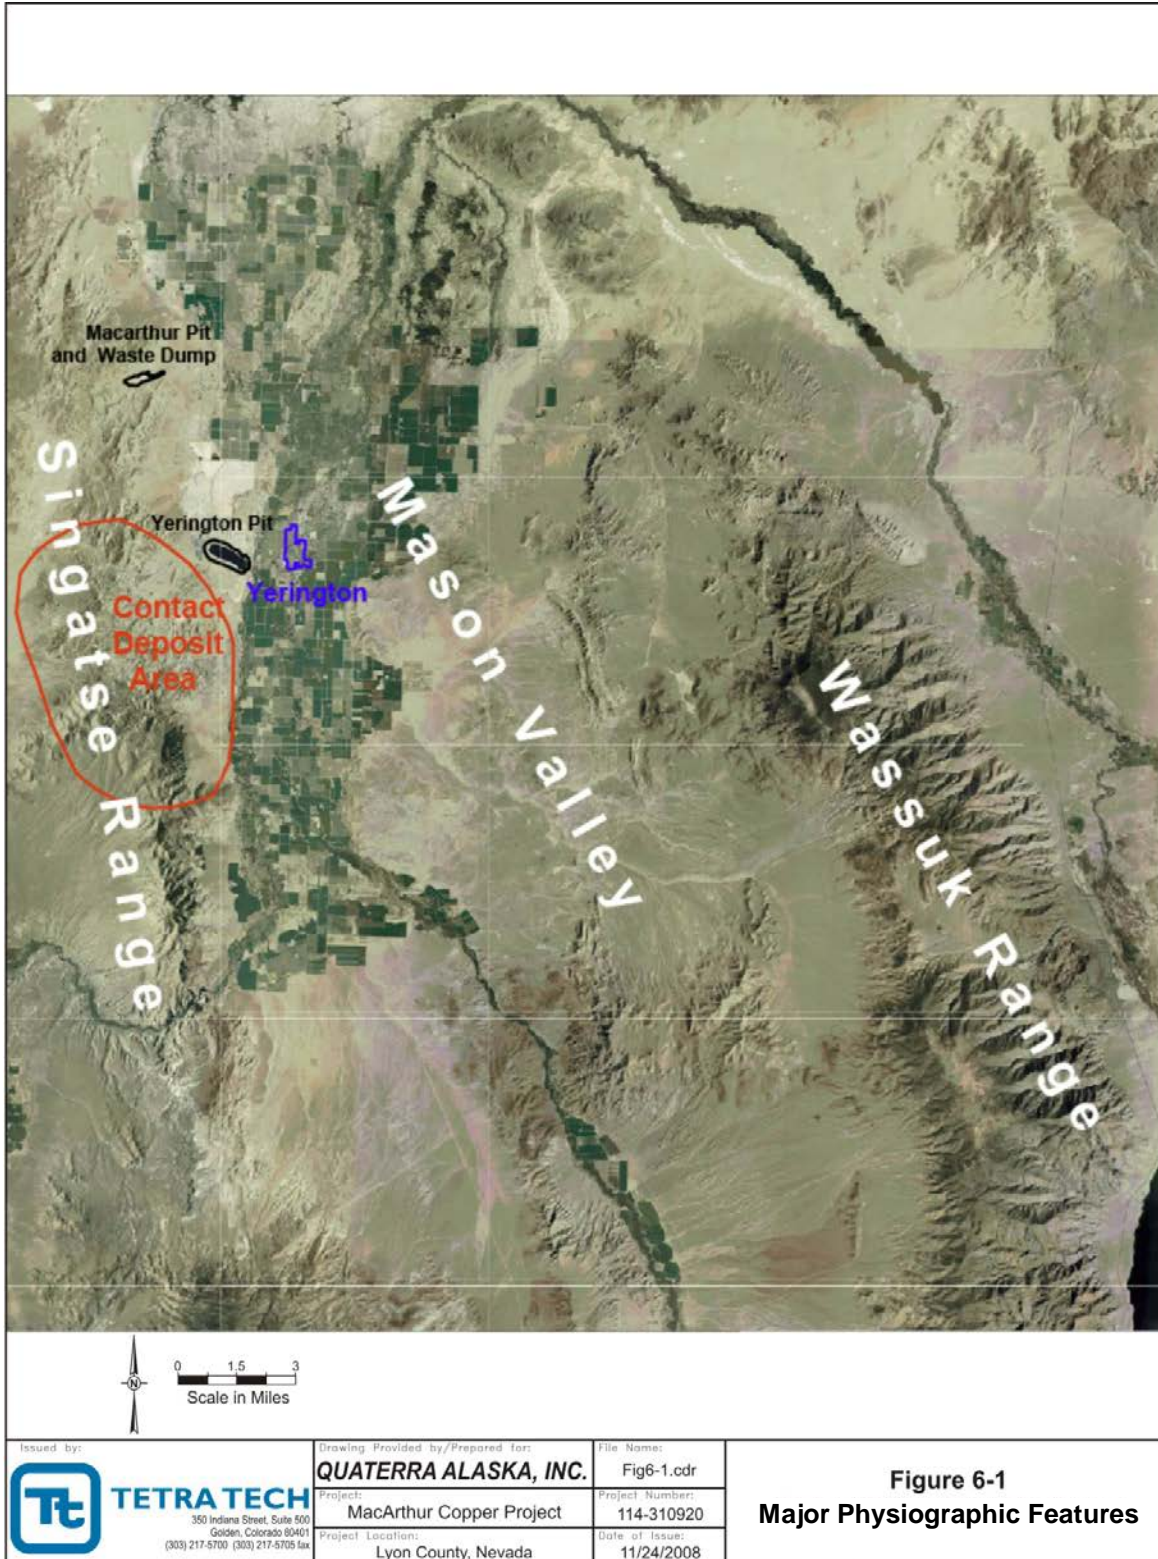 Macarthur Pit
and Waste Dump
Singatse Range
Yerington Pit
Yerington
Contact
Deposit
Area
Mason Valley
Wassuk Range
N
0 1.5 3
Scale in Miles
Issued by:
Tt
TETRA TECH
350 Indiana Street, Suite 500
Golden, Colorado 80401
(303) 217-5700 (303) 217-5705 fax
Drawing Provided by/Prepared for:
QUATERRA ALASKA, INC.
Project:
MacArthur Copper Project
Project Location:
Lyon County, Nevada
File Name:
Fig6-1.cdr
Project Number:
114-310920
Date of Issue:
11/24/2008
Figure 6-1
Major Physiographic Features